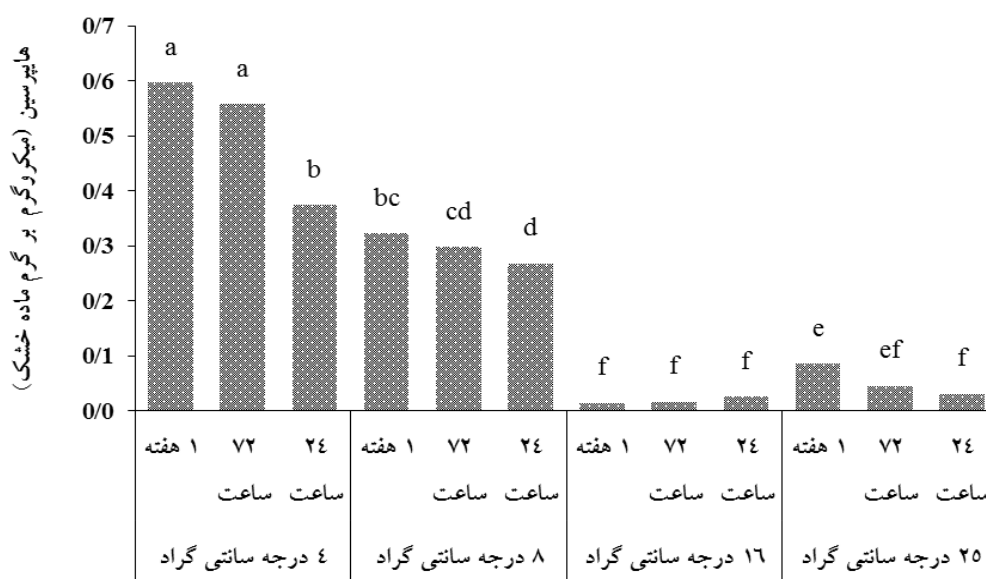 هایپرسین (میکروگرم بر گرم ماده خشک)
0/7
0/6
0/5
0/4
0/3
0/2
0/1
0/0
a
a
b
bc
cd
d
f
f
f
e
ef
f
۱ هفته
۷۲ ساعت
۲٤ ساعت
۱ هفته
۷۲ ساعت
۲٤ ساعت
۱ هفته
۷۲ ساعت
۲٤ ساعت
۱ هفته
۷۲ ساعت
۲٤ ساعت
٤ درجه سانتی گراد
۸ درجه سانتی گراد
۱٦ درجه سانتی گراد
۲٥ درجه سانتی گراد